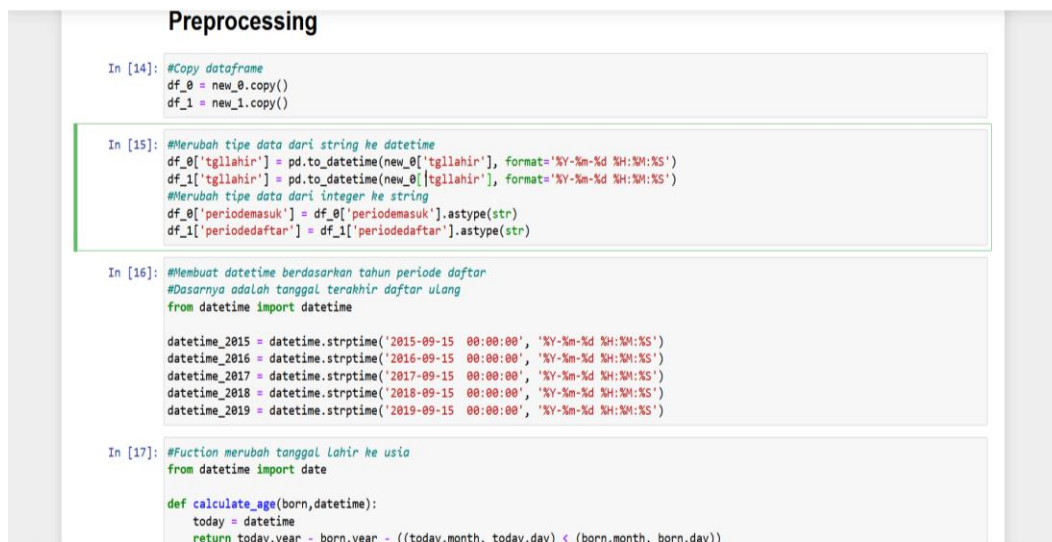 Preprocessing
In [14]: #Copy dataframe
df_0 = new_0.copy()
df_1 = new_1.copy()
In [15]: #Merubah tipe data dari string ke datetime
df_0['tgllahir'] = pd.to_datetime(new_0['tgllahir'], format='%Y-%m-%d %H:%M:%S')
df_1['tgllahir'] = pd.to_datetime(new_0['tgllahir'], format='%Y-%m-%d %H:%M:%S')
#Merubah tipe data dari integer ke string
df_0['periodemasuk'] = df_0['periodemasuk'].astype(str)
df_1['periodedaftar'] = df_1['periodedaftar'].astype(str)
In [16]: #Membuat datetime berdasarkan tahun periode daftar
#Dasarnya adalah tanggal terakhir daftar ulang
from datetime import datetime
datetime_2015 = datetime.strptime('2015-09-15  00:00:00', '%Y-%m-%d %H:%M:%S')
datetime_2016 = datetime.strptime('2016-09-15  00:00:00', '%Y-%m-%d %H:%M:%S')
datetime_2017 = datetime.strptime('2017-09-15  00:00:00', '%Y-%m-%d %H:%M:%S')
datetime_2018 = datetime.strptime('2018-09-15  00:00:00', '%Y-%m-%d %H:%M:%S')
datetime_2019 = datetime.strptime('2019-09-15  00:00:00', '%Y-%m-%d %H:%M:%S')
In [17]: #Fuction merubah tanggal lahir ke usia
from datetime import date
def calculate_age(born,datetime):
today = datetime
return today.year - born.year - ((today.month, today.day) < (born.month, born.day))